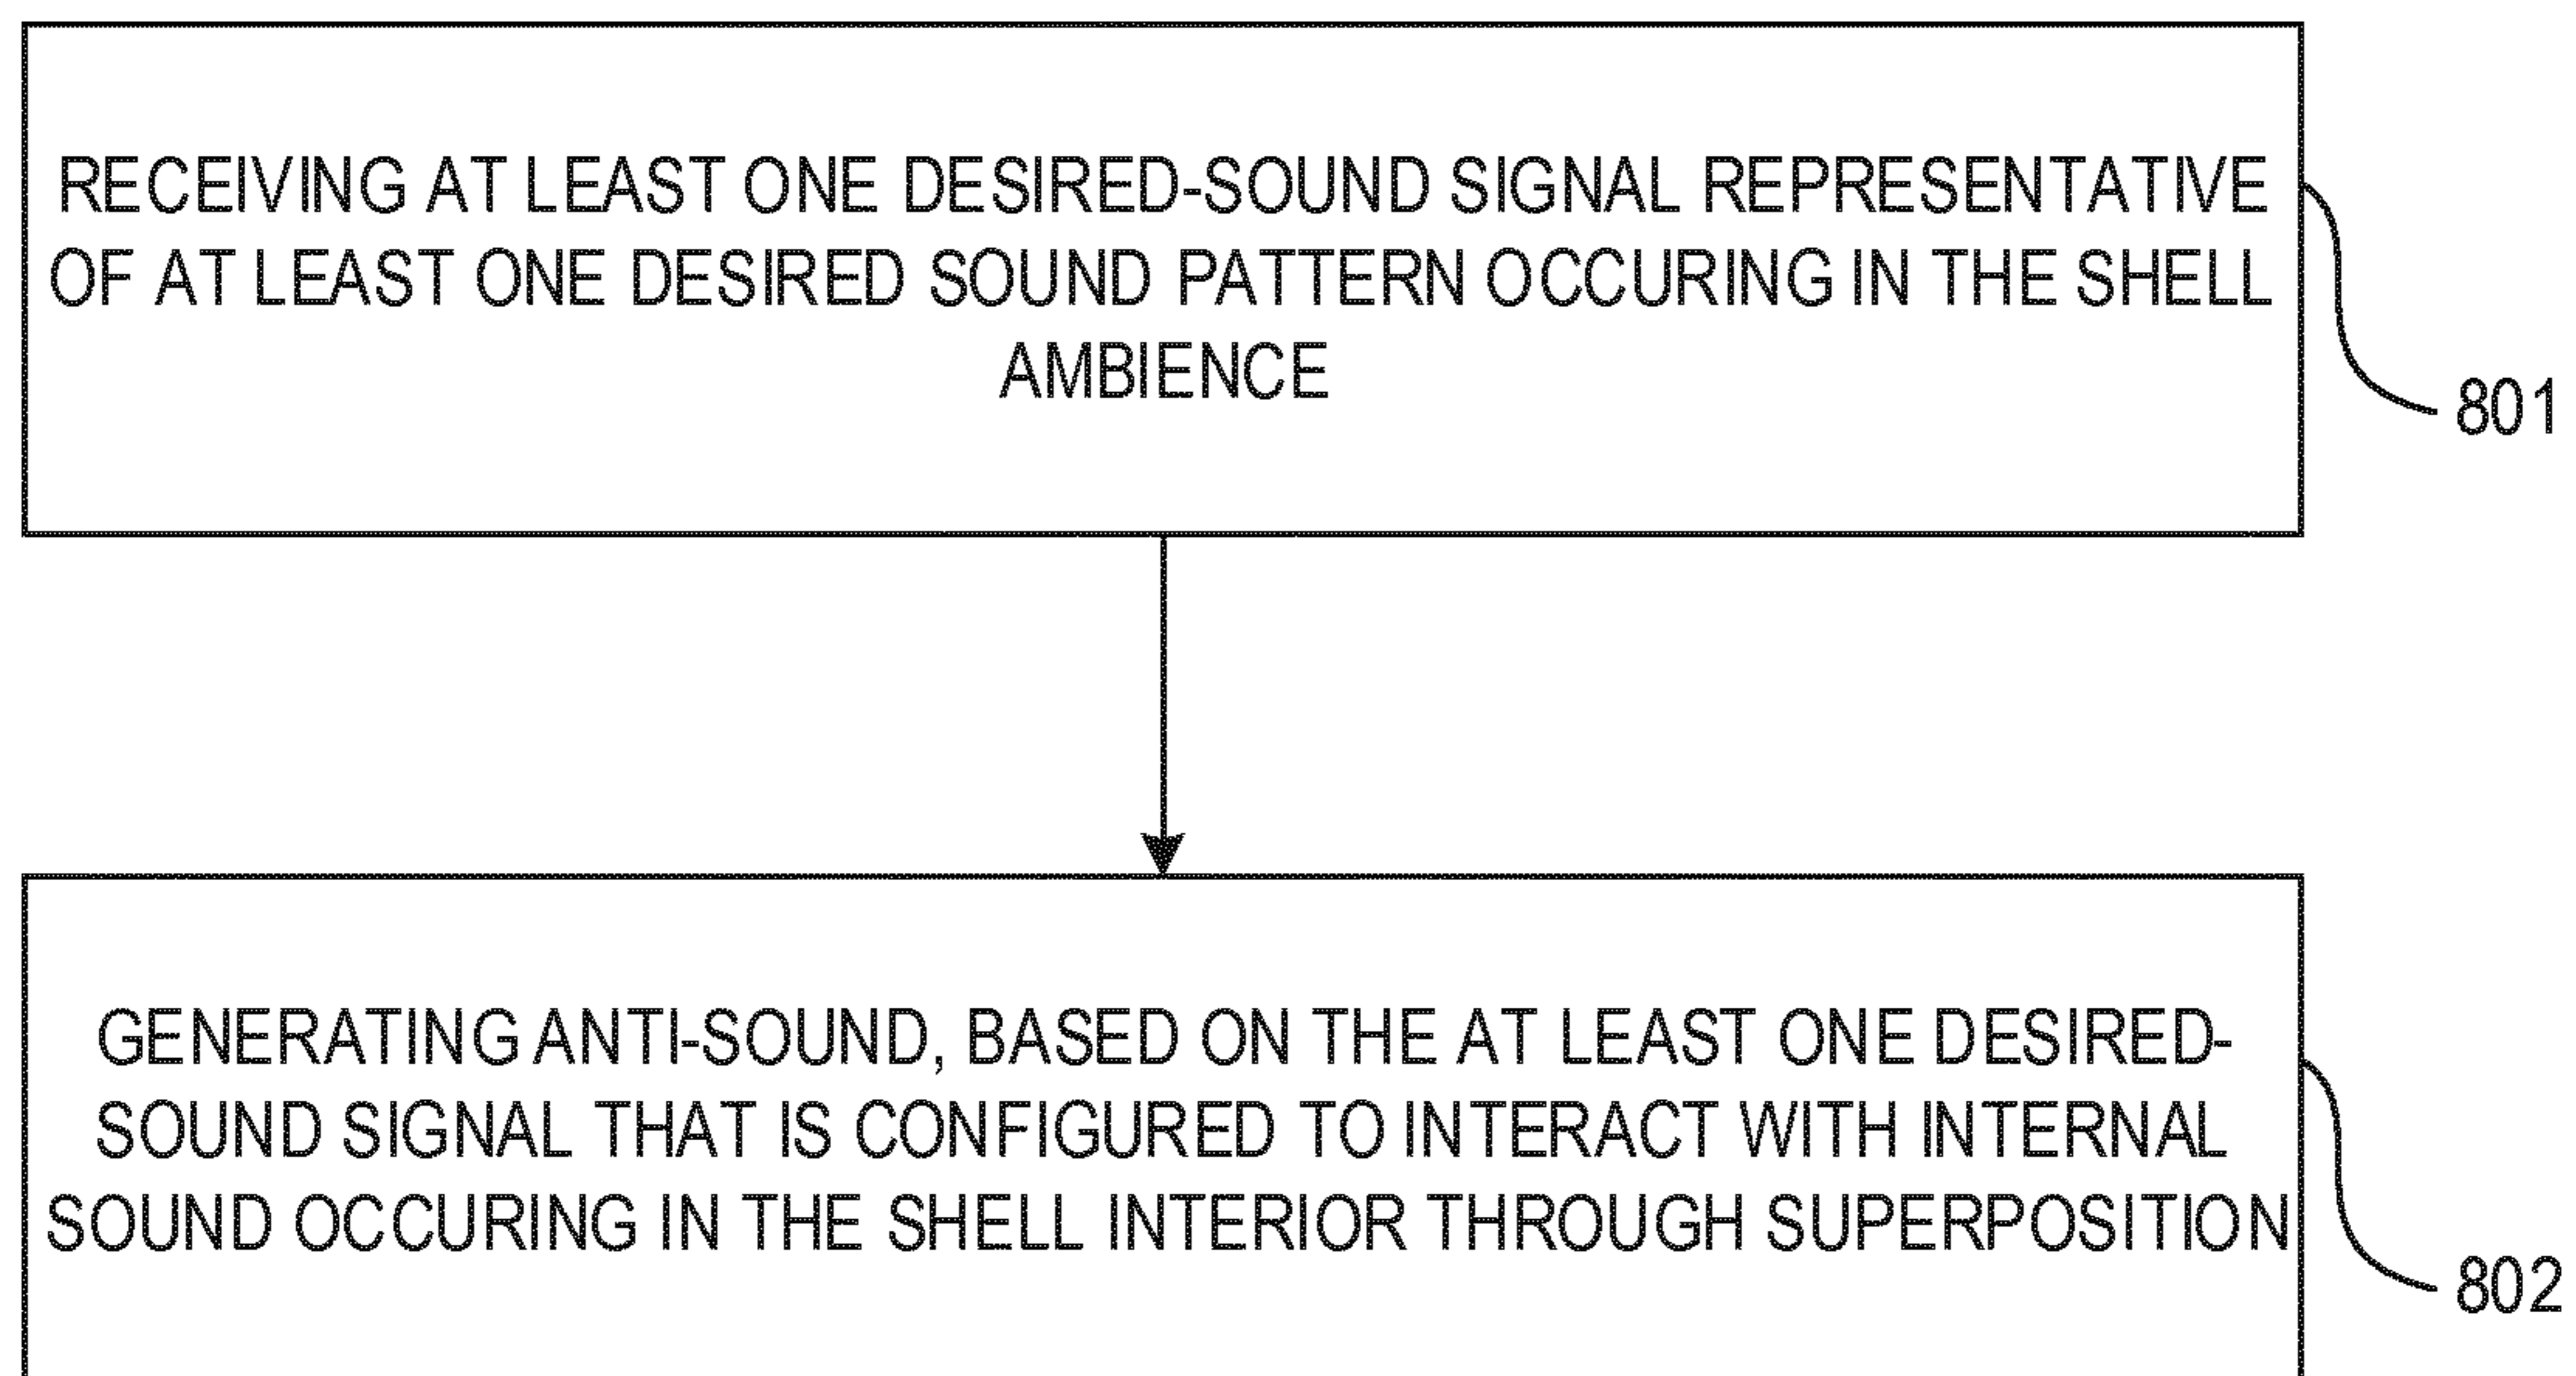 RECEIVING AT LEAST ONE DESIRED-SOUND SIGNAL REPRESENTATIVE
OF AT LEAST ONE DESIRED SOUND PATTERN OCCURING IN THE SHELL
AMBIENCE
801
GENERATING ANTI-SOUND, BASED ON THE AT LEAST ONE DESIRED-
SOUND SIGNAL THAT IS CONFIGURED TO INTERACT WITH INTERNAL
SOUND OCCURING IN THE SHELL INTERIOR THROUGH SUPERPOSITION
802